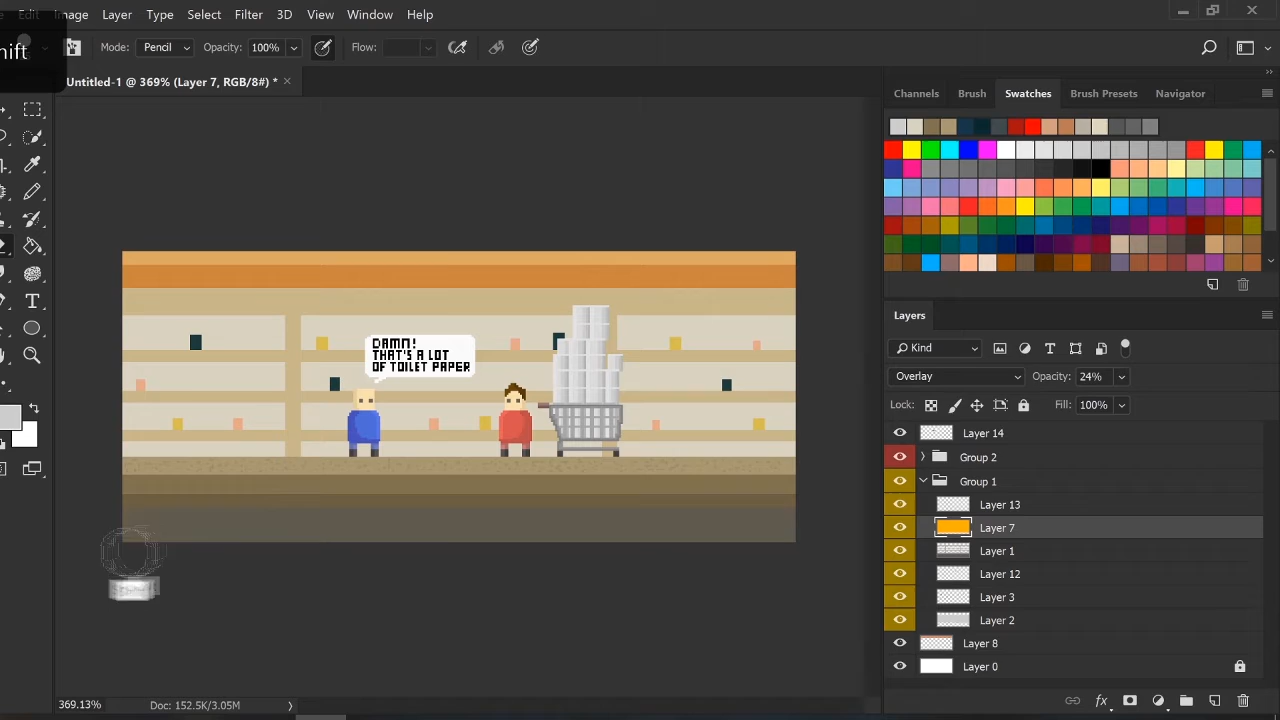 Edit Image Layer Type Select Filter 3D View Window Help
hift
Mode: Pencil Opacity: 100% Flow:
Untitled-1 @ 369% (Layer 7, RGB/8#) *
Channels Brush Swatches Brush Presets Navigator
DAMN!
THAT'S A LOT
OF TOILET PAPER
Layers
Kind
Overlay Opacity: 24%
Lock: Fill: 100%
Layer 14
Group 2
Group 1
Layer 13
Layer 7
Layer 1
Layer 12
Layer 3
Layer 2
Layer 8
Layer 0
fx
369.13% Doc: 152.5K/3.05M